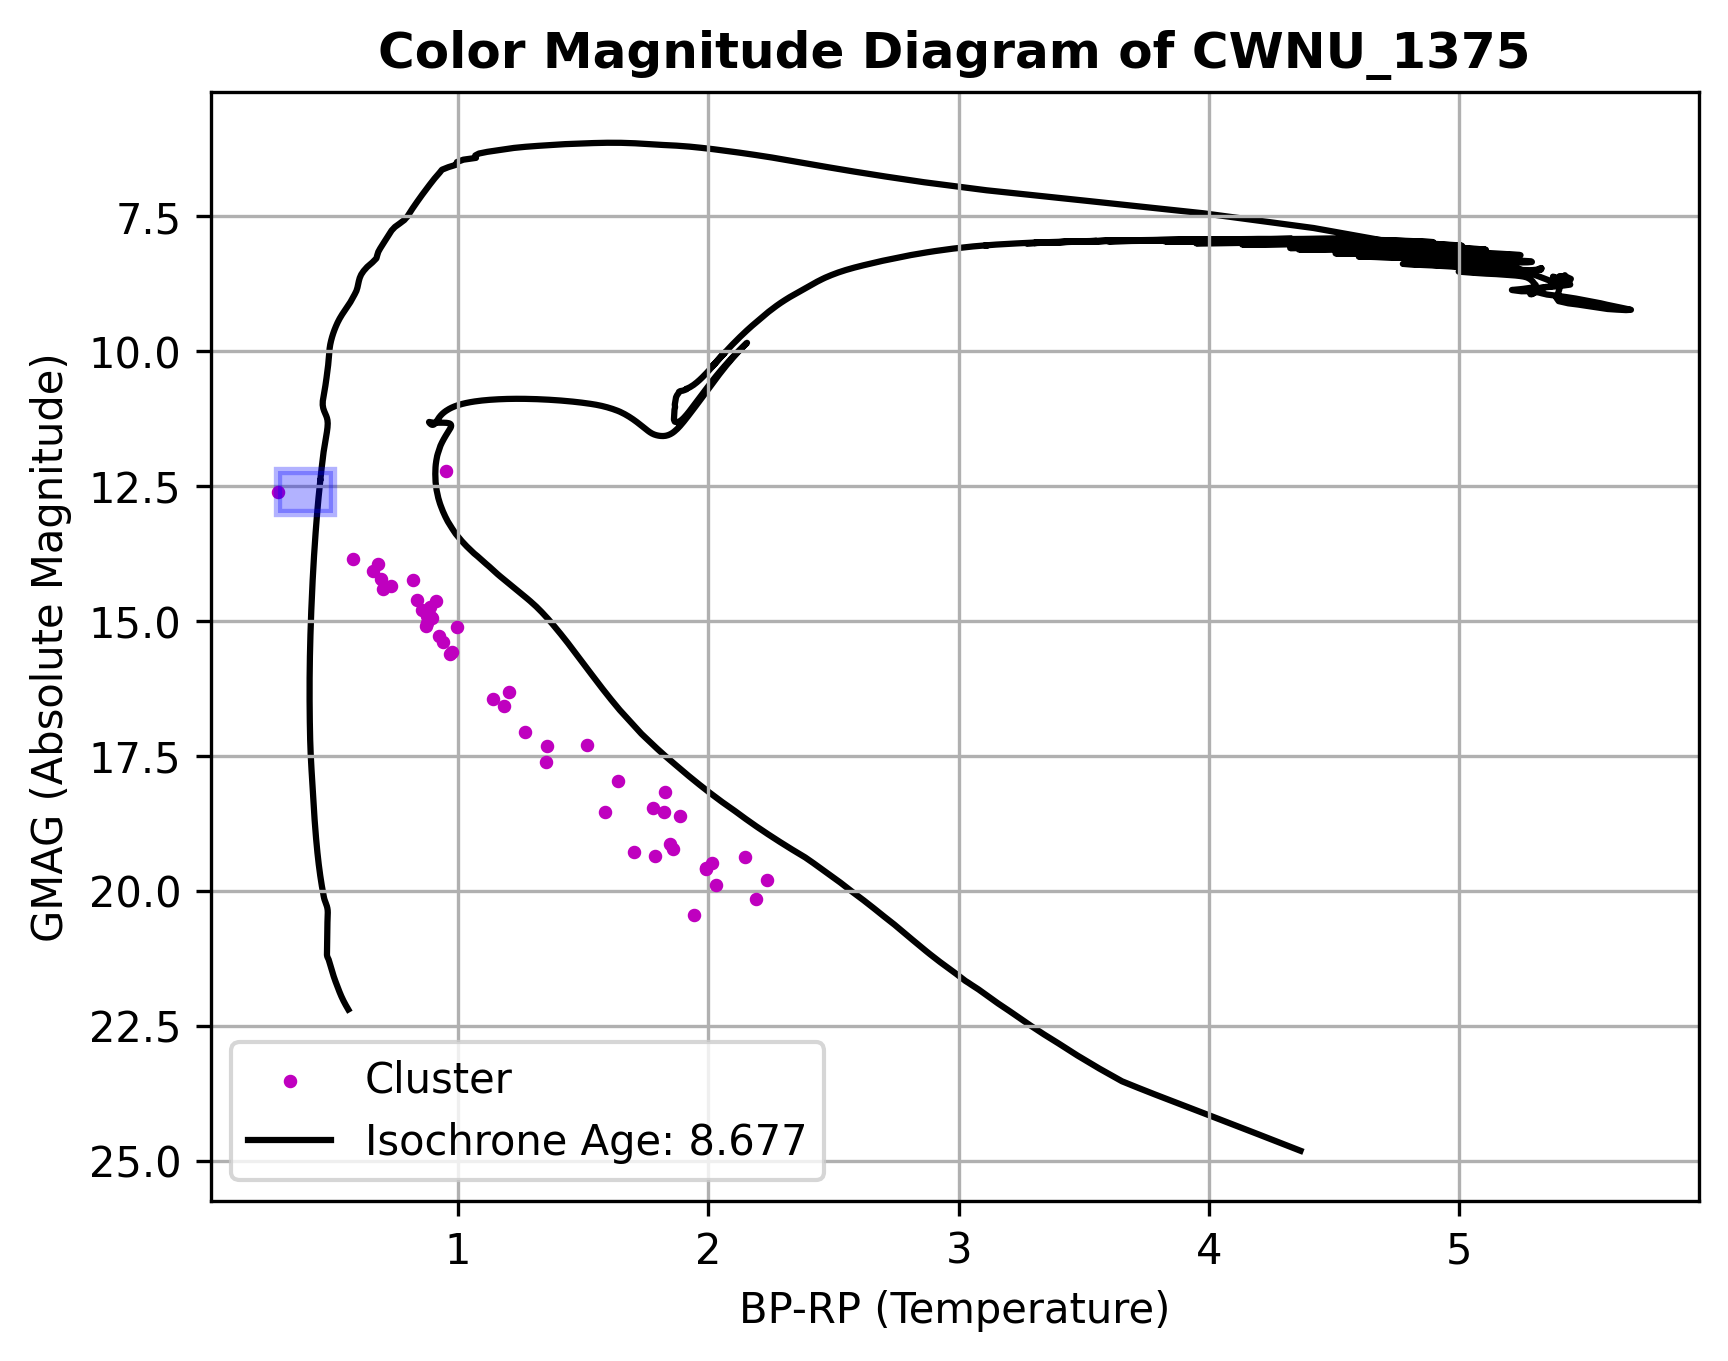 Color Magnitude Diagram of CWNU_1375
GMAG (Absolute Magnitude)
7.5
10.0
12.5
15.0
17.5
20.0
22.5
25.0
Cluster
Isochrone Age: 8.677
1 2 3 4 5
BP-RP (Temperature)